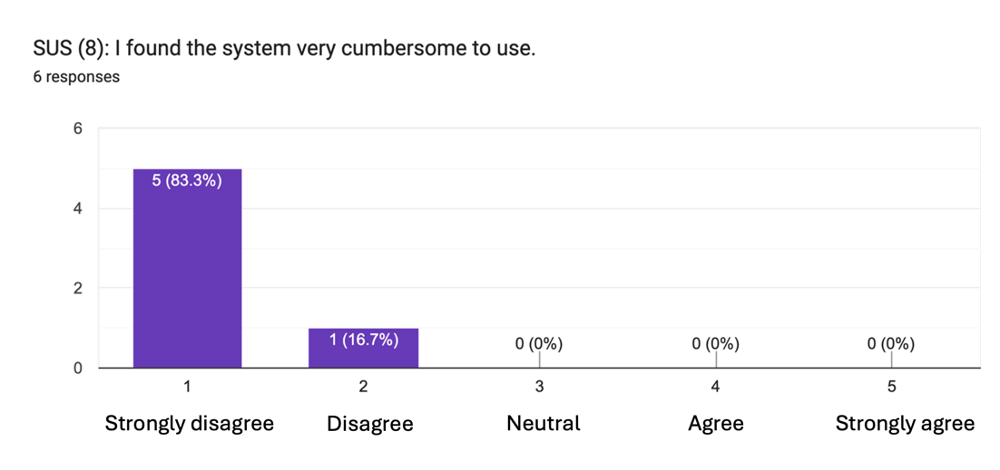 SUS (8): I found the system very cumbersome to use.
6 responses
6
5 (83.3%)
4
2
1 (16.7%)
0 (0%)
0 (0%)
0 (0%)
0
1
2
3
4
5
Strongly disagree
Disagree
Neutral
Agree
Strongly agree